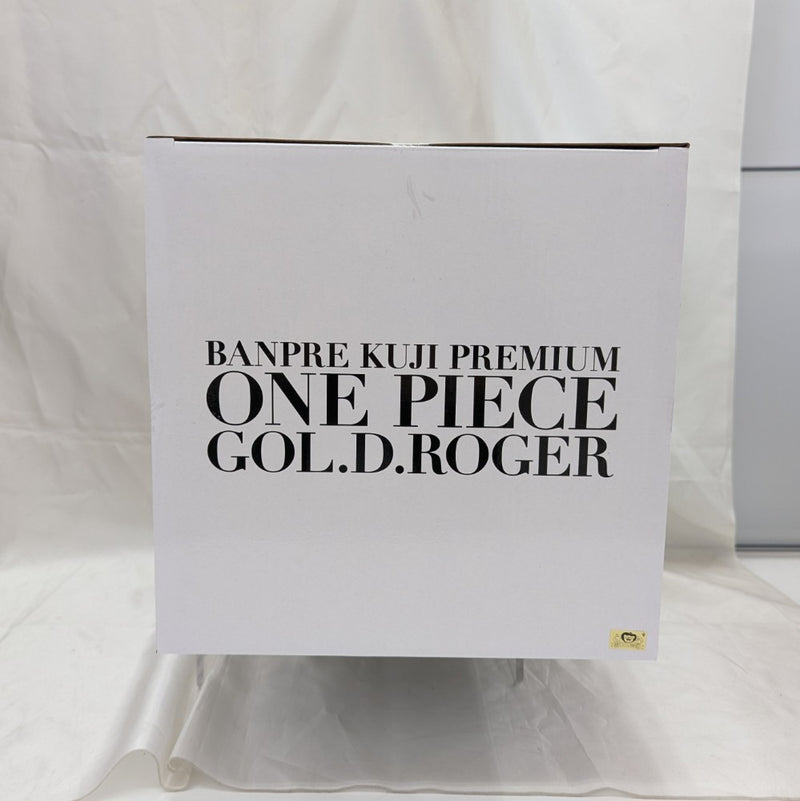 BANPRE KUJI PREMIUM
ONE PIECE
GOL.D.ROGER